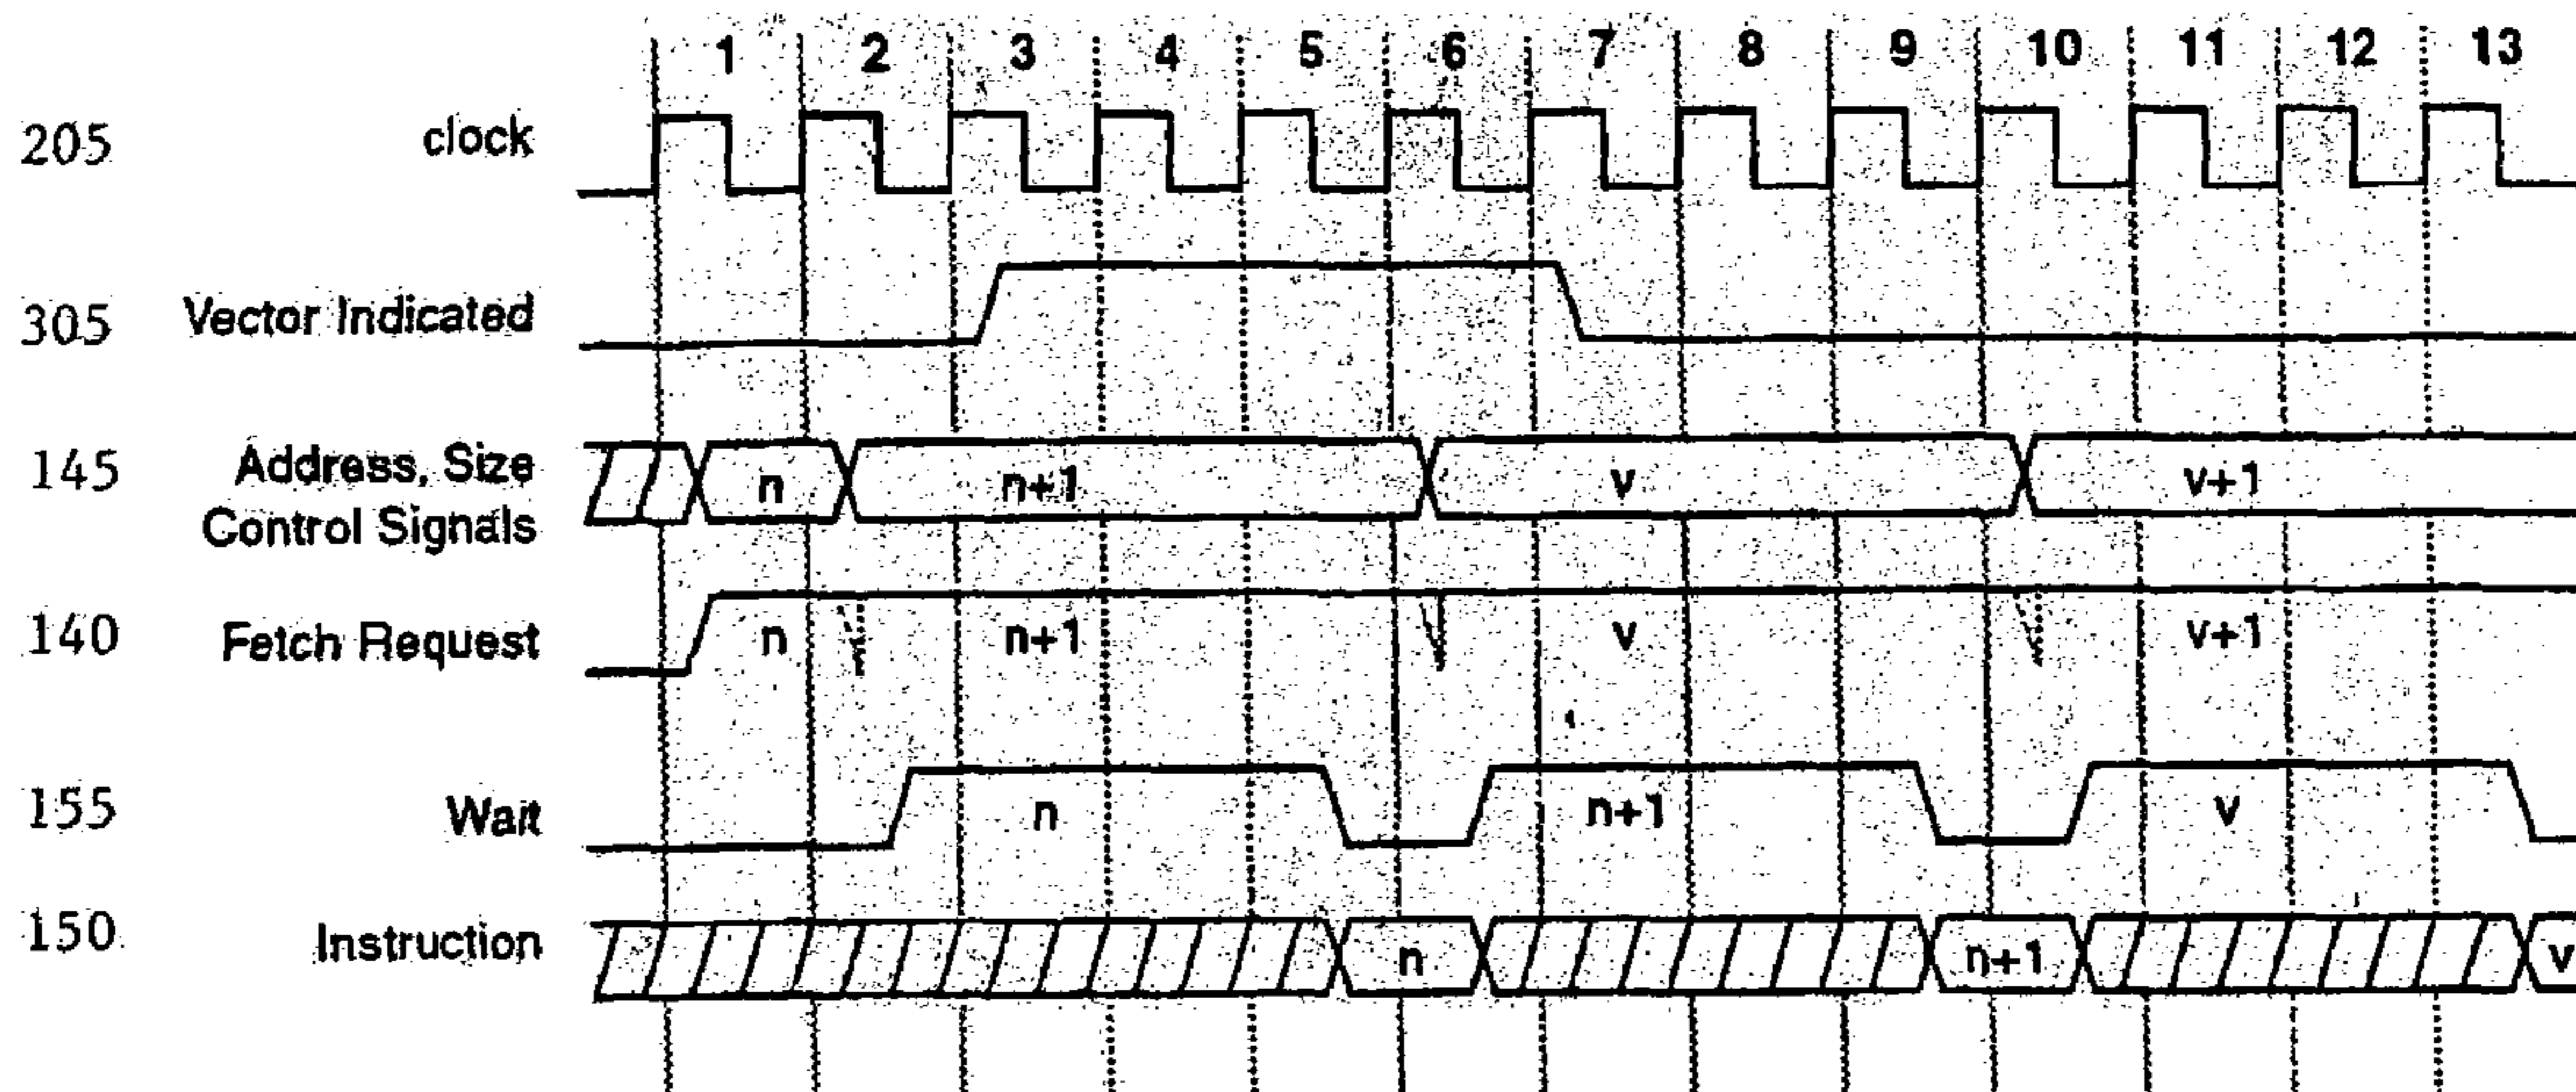 1 2 3 4 5 6 7 8 9 10 11 12 13
205 clock
305 Vector Indicated
145 Address, Size
Control Signals
n n+1 v v+1
140 Fetch Request n n+1 v v+1
155 Wait n n+1 v
150 Instruction n n+1 v